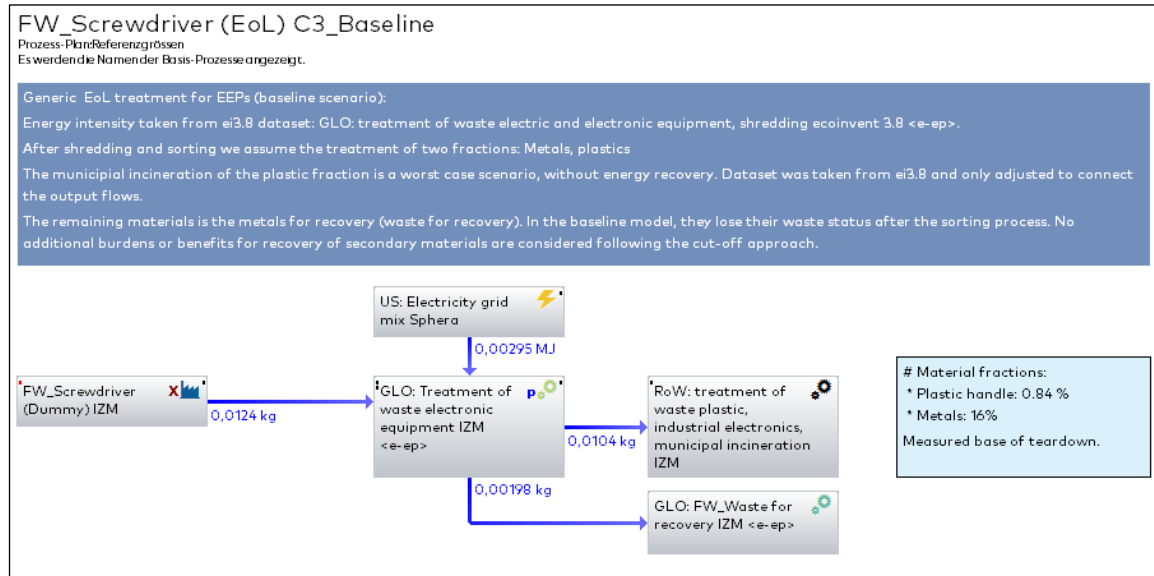 FW_Screwdriver (EoL) C3_Baseline
Prozess-Plan:Referenzgrössen
Es werden die Namen der Basis-Prozesse angezeigt.
Generic EoL treatment for EEPs (baseline scenario):
Energy intensity taken from ei3.8 dataset: GLO: treatment of waste electric and electronic equipment, shredding ecoinvent 3.8 <e-ep>.
After shredding and sorting we assume the treatment of two fractions: Metals, plastics
The municipial incineration of the plastic fraction is a worst case scenario, without energy recovery. Dataset was taken from ei3.8 and only adjusted to connect
the output flows.
The remaining materials is the metals for recovery (waste for recovery). In the baseline model, they lose their waste status after the sorting process. No
additional burdens or benefits for recovery of secondary materials are considered following the cut-off approach.
US: Electricity grid
mix Sphera
0,00295 MJ
FW_Screwdriver
(Dummy) IZM
X
0,0124 kg
GLO: Treatment of
waste electronic
equipment IZM
<e-ep>
p
0,0104 kg
RoW: treatment of
waste plastic,
industrial electronics,
municipal incineration
IZM
0,00198 kg
GLO: FW_Waste for
recovery IZM <e-ep>
# Material fractions:
* Plastic handle: 0.84 %
* Metals: 16%
Measured base of teardown.